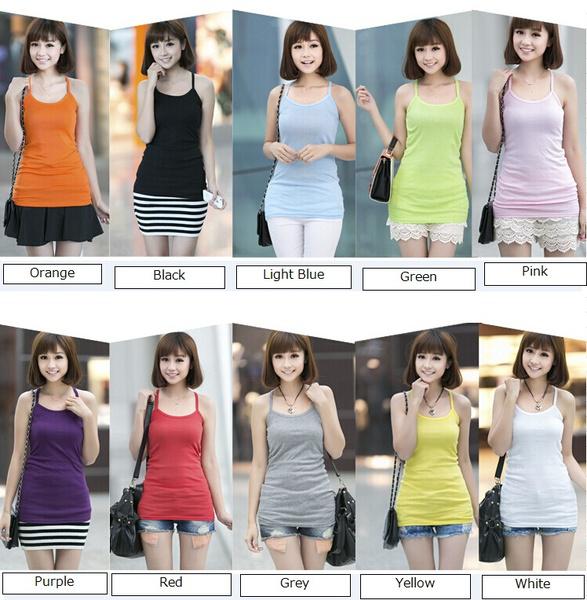 Orange
Black
Light Blue
Green
Pink
Purple
Red
Grey
Yellow
White